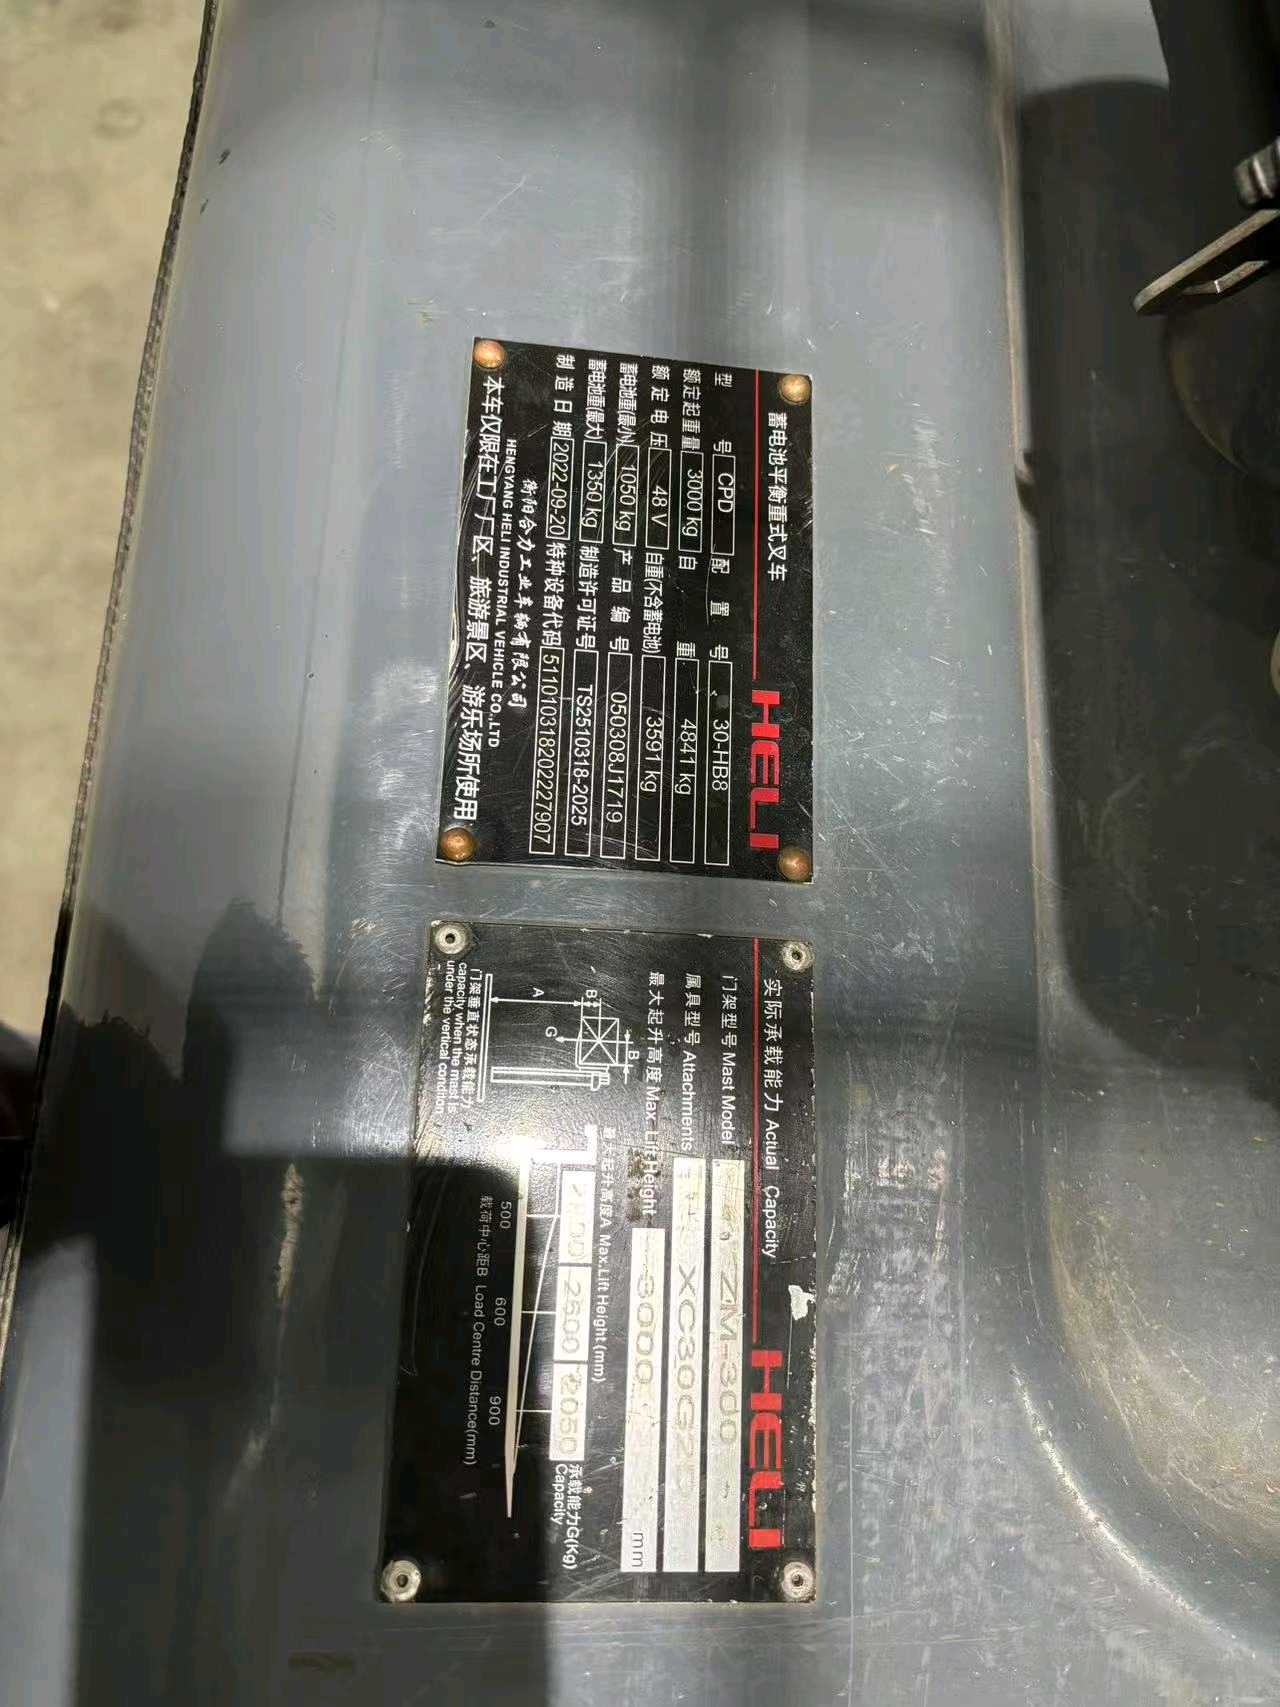 蓄电池平衡重式叉车
HELI
型号 CPD 配置号 30-HB8
额定起重量 3000 kg 自重 4841 kg
额定电压 48 V 自重(不含蓄电池) 3591 kg
蓄电池重(最小) 1050 kg 产品编号 050308J1719
蓄电池重(最大) 1350 kg 制造许可证号 TS2510318-2025
制造日期 2022-09-20 特种设备代码 511010318202227907
衡阳合力工业车辆有限公司
HENGYANG HELI INDUSTRIAL VEHICLE CO.,LTD
本车仅限在工厂厂区、旅游景区、游乐场所使用
实际承载能力 Actual Capacity
HELI
门架型号 Mast Model ZM-300
属具型号 Attachments
最大起升高度 Max. Lift Height 3000 mm
最大起升高度A Max.Lift Height (mm)
2500 2050
承载能力G(Kg)
Capacity
A
B
B
G
500 600 900
载荷中心距B Load Centre Distance(mm)
门架垂直状态承载能力
capacity when the mast is
under the vertical condition